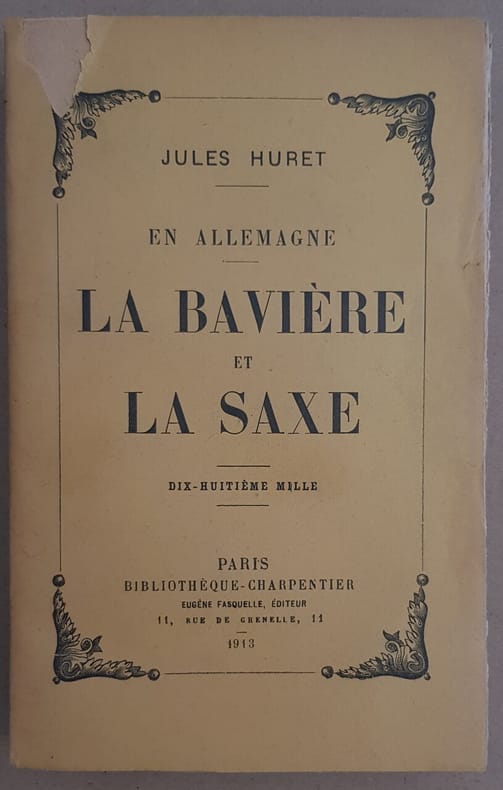 JULES HURET
EN ALLEMAGNE
LA BAVIÈRE
ET
LA SAXE
DIX-HUITIÈME MILLE
PARIS
BIBLIOTHÈQUE-CHARPENTIER
EUGÈNE FASQUELLE, ÉDITEUR
11, RUE DE GRENELLE, 11
1913